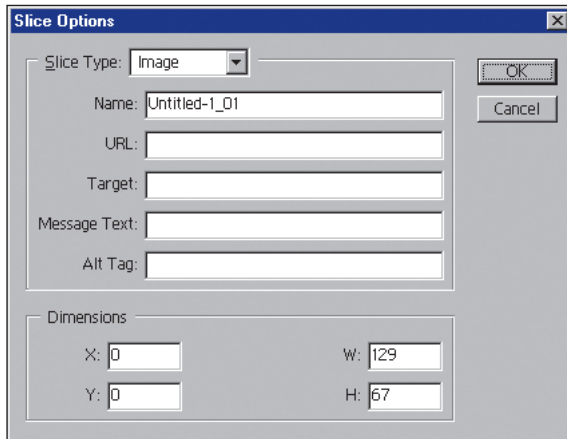 Slice Options
Slice Type: Image
OK
Name: Untitled-1_01
Cancel
URL:
Target:
Message Text:
Alt Tag:
Dimensions
X: 0 W: 129
Y: 0 H: 67